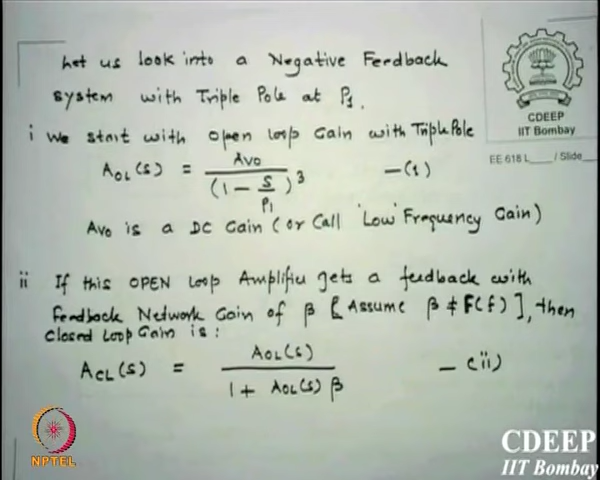 Let us look into a Negative Feedback
system with Triple Pole at P1.
i We start with open loop Gain with Triple Pole
AOL(s) = Avo / (1 - s/P1)^3 —(i)
Avo is a DC Gain (or Call 'Low' Frequency Gain)
ii If this OPEN Loop Amplifier gets a feedback with
Feedback Network Gain of β [Assume β ≠ F(f)], then
closed Loop Gain is:
ACL(s) = AOL(s) / 1 + AOL(s) β —(ii)
CDEEP
IIT Bombay
EE 618 L____ / Slide
NPTEL
CDEEP
IIT Bombay